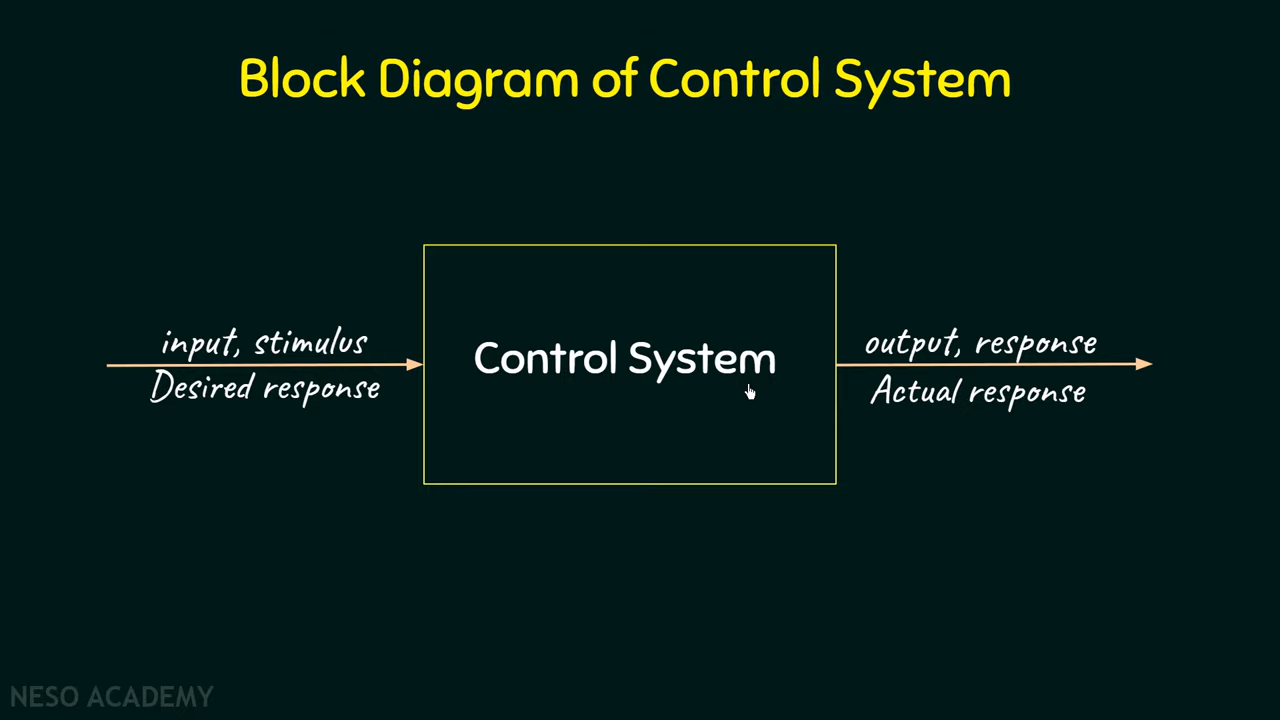 Block Diagram of Control System
input, stimulus
Desired response
Control System
output, response
Actual response
NESO ACADEMY